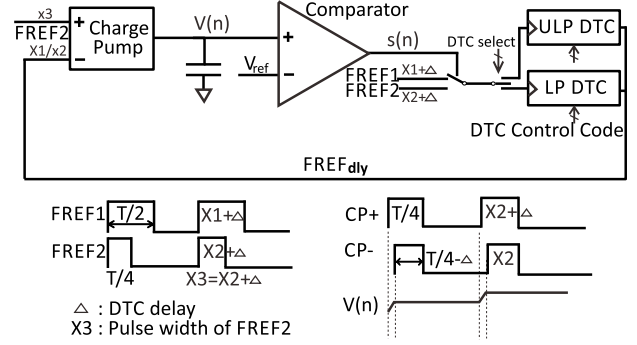 Comparator
x3
FREF2
X1/x2
+
−
Charge
Pump
V(n)
+
Vref
−
s(n)
FREF1 X1+△
FREF2 X2+△
DTC select
ULP DTC
LP DTC
DTC Control Code
FREFdly
FREF1 T/2 X1+△
FREF2 X2+△
T/4 X3=X2+△
△ : DTC delay
X3 : Pulse width of FREF2
CP+ T/4 X2+△
CP- T/4-△ X2
V(n)